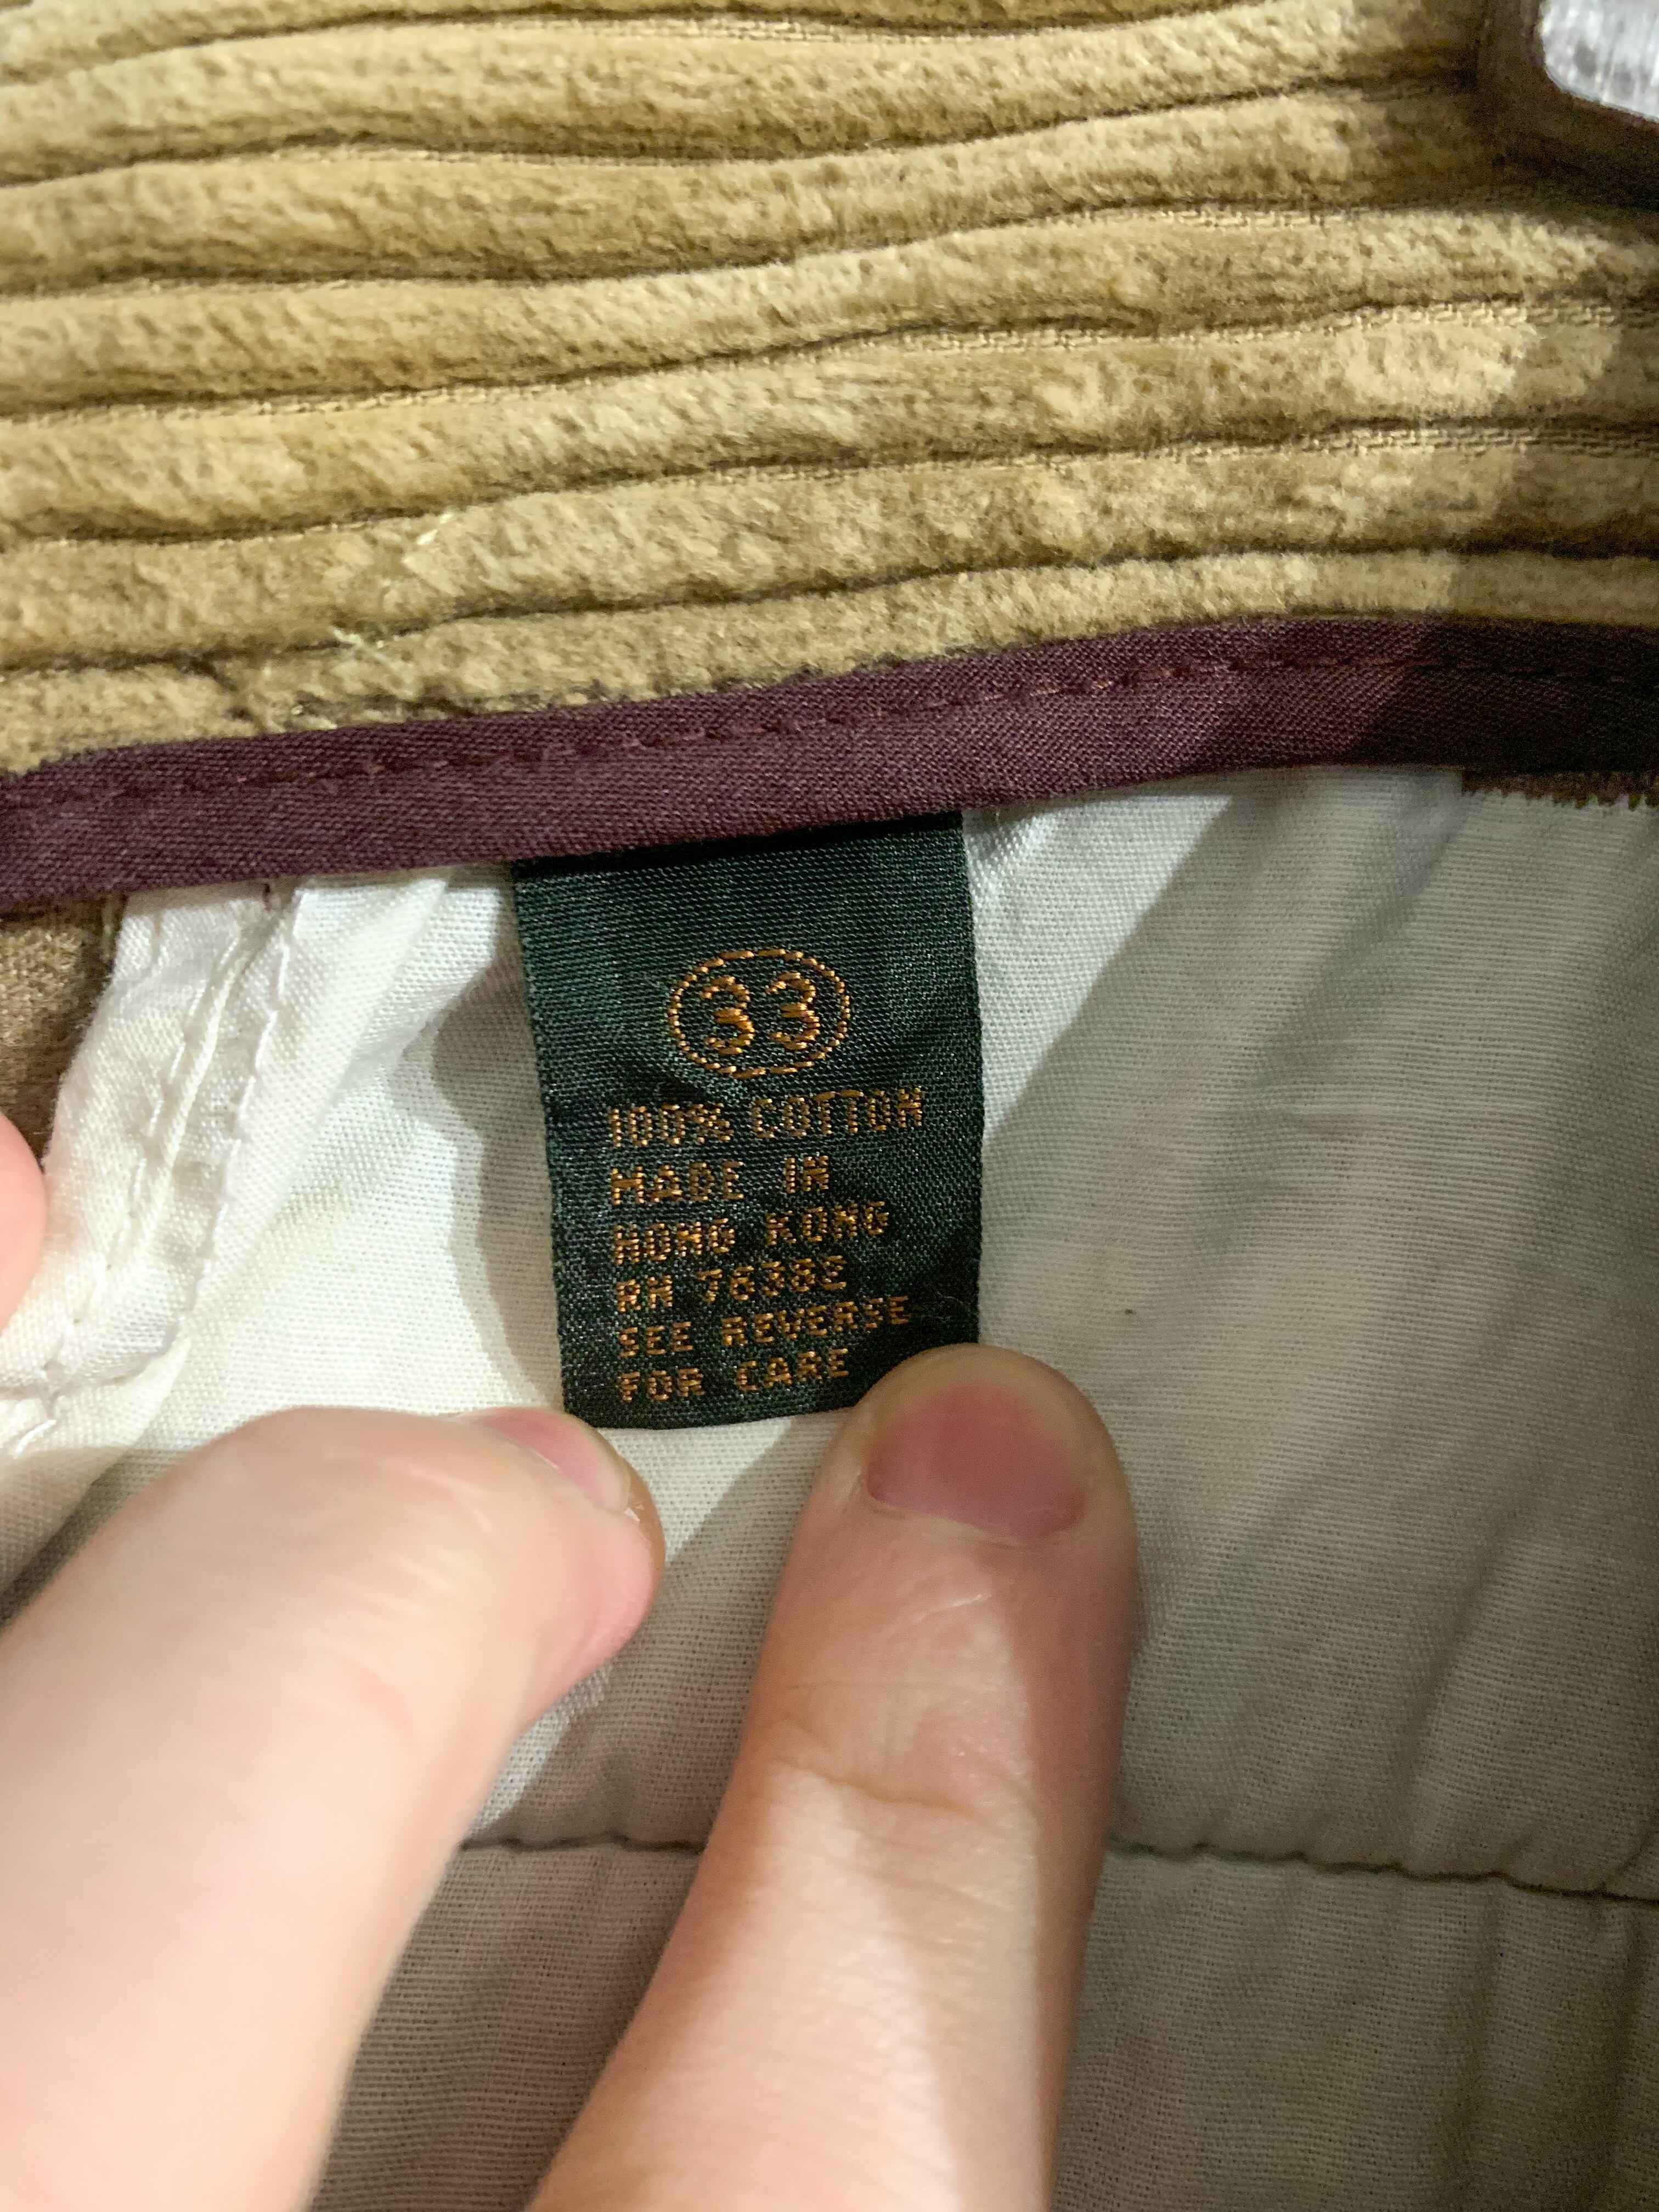 33
100% COTTON
MADE IN
HONG KONG
RN 76382
SEE REVERSE
FOR CARE